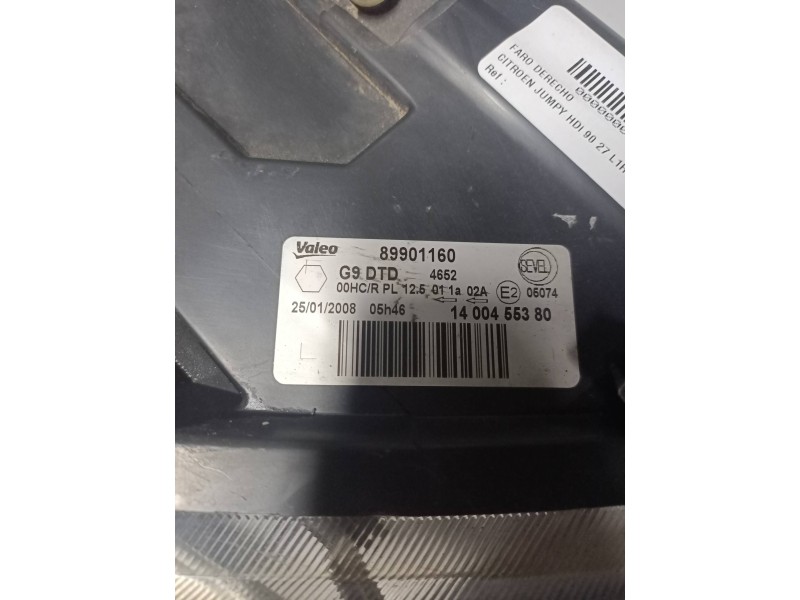 FARO DERECHO
CITROEN JUMPY HDI 90 27 L1H
Ref :
Valeo 89901160
G9 DTD 4652
SEVEL
00HC/R PL 12.5 01 1a 02A E2 05074
25/01/2008 05h46 14 004 553 80